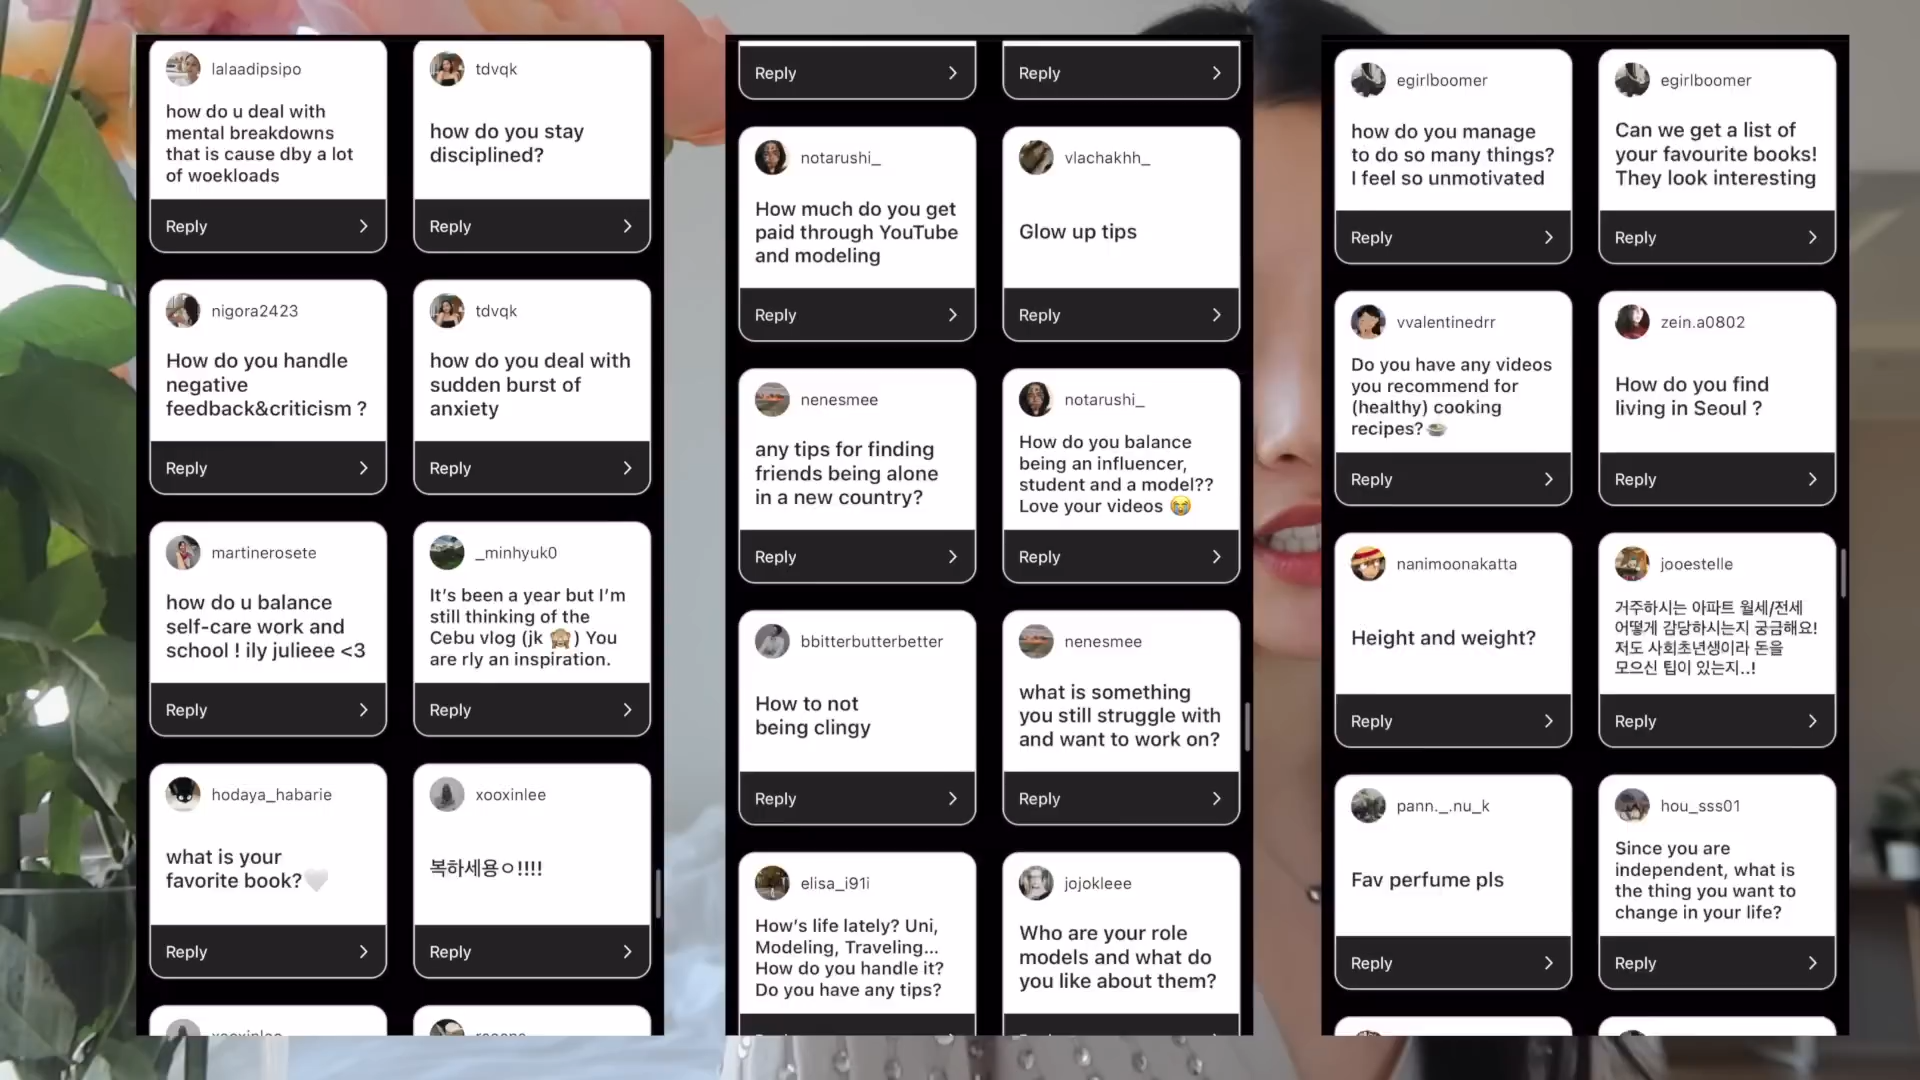 lalaadipsipo
how do u deal with
mental breakdowns
that is cause dby a lot
of woekloads
Reply
tdvqk
how do you stay
disciplined?
Reply
nigora2423
How do you handle
negative
feedback&criticism ?
Reply
tdvqk
how do you deal with
sudden burst of
anxiety
Reply
martinerosete
how do u balance
self-care work and
school ! ily julieee <3
Reply
_minhyuk0
It's been a year but I'm
still thinking of the
Cebu vlog (jk 🙈) You
are rly an inspiration.
Reply
hodaya_habarie
what is your
favorite book?🤍
Reply
xooxinlee
복하세용ㅇ!!!!
Reply
Reply
Reply
notarushi_
How much do you get
paid through YouTube
and modeling
Reply
vlachakhh_
Glow up tips
Reply
nenesmee
any tips for finding
friends being alone
in a new country?
Reply
notarushi_
How do you balance
being an influencer,
student and a model??
Love your videos 😭
Reply
bbitterbutterbetter
How to not
being clingy
Reply
nenesmee
what is something
you still struggle with
and want to work on?
Reply
elisa_i91i
How's life lately? Uni,
Modeling, Traveling...
How do you handle it?
Do you have any tips?
jojokleee
Who are your role
models and what do
you like about them?
egirlboomer
how do you manage
to do so many things?
I feel so unmotivated
Reply
egirlboomer
Can we get a list of
your favourite books!
They look interesting
Reply
vvalentinedrr
Do you have any videos
you recommend for
(healthy) cooking
recipes?🍲
Reply
zein.a0802
How do you find
living in Seoul ?
Reply
nanimoonakatta
Height and weight?
Reply
jooestelle
거주하시는 아파트 월세/전세
어떻게 감당하시는지 궁금해요!
저도 사회초년생이라 돈을
모으신 팁이 있는지..!
Reply
pann._.nu_k
Fav perfume pls
Reply
hou_sss01
Since you are
independent, what is
the thing you want to
change in your life?
Reply